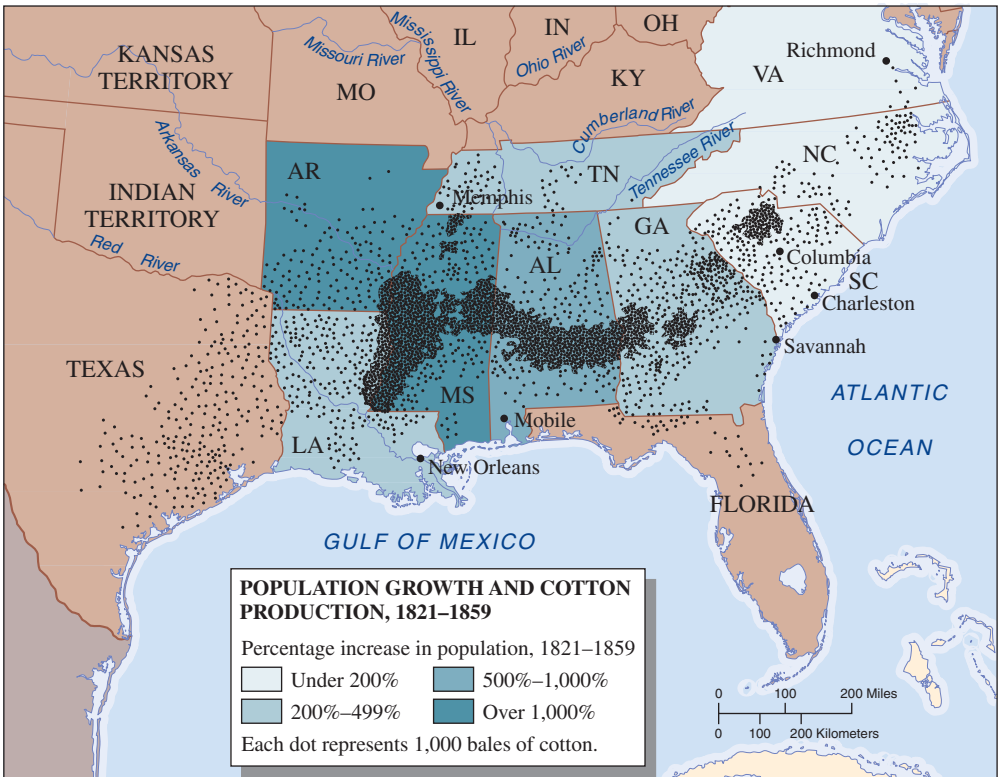 KANSAS
TERRITORY
Missouri River
Mississippi River
IL
IN
OH
Ohio River
MO
KY
VA
Richmond
Arkansas River
Cumberland River
Tennessee River
AR
TN
NC
Memphis
INDIAN
TERRITORY
Red River
GA
AL
Columbia
SC
Charleston
Savannah
TEXAS
MS
ATLANTIC
OCEAN
LA
Mobile
New Orleans
FLORIDA
GULF OF MEXICO
POPULATION GROWTH AND COTTON
PRODUCTION, 1821–1859
Percentage increase in population, 1821–1859
Under 200%
500%–1,000%
200%–499%
Over 1,000%
Each dot represents 1,000 bales of cotton.
0 100 200 Miles
0 100 200 Kilometers